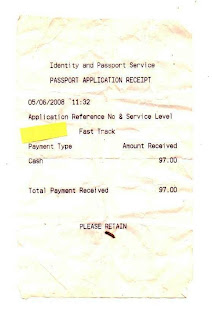 Identity and Passport Service
PASSPORT APPLICATION RECEIPT
05/06/2008 11:32
Application Reference No & Service Level
Fast Track
Payment Type Amount Received
Cash 97.00
Total Payment Received 97.00
PLEASE RETAIN